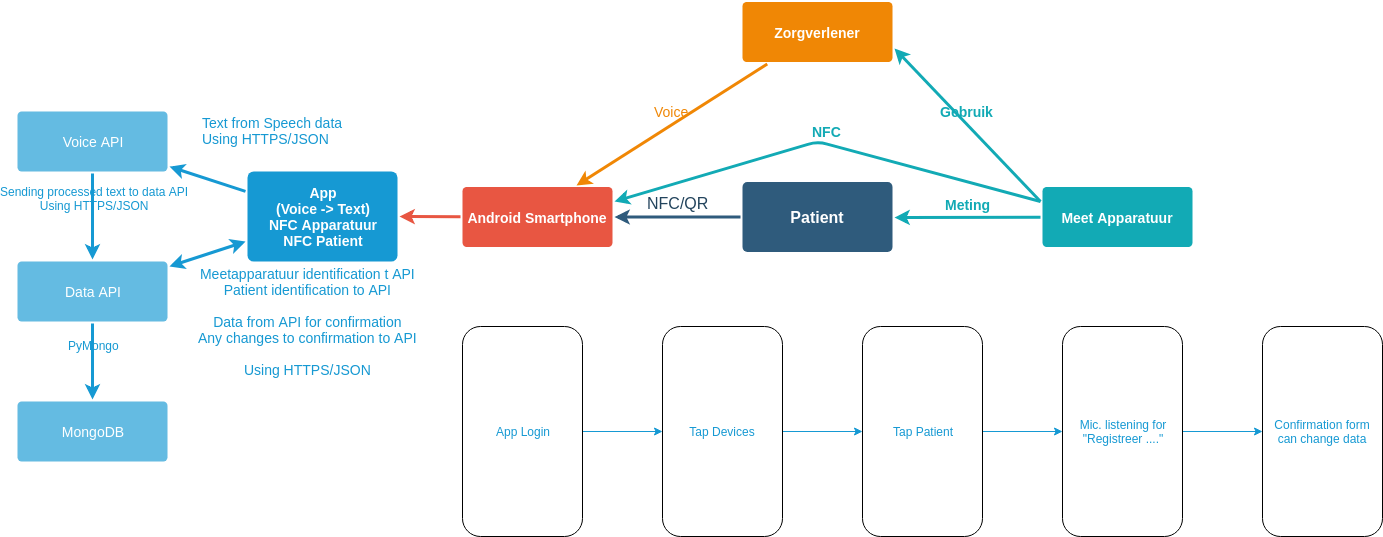 Zorgverlener
Voice
Gebruik
NFC
Voice API
Text from Speech data
Using HTTPS/JSON
Sending processed text to data API
Using HTTPS/JSON
App
(Voice -> Text)
NFC Apparatuur
NFC Patient
Android Smartphone
NFC/QR
Patient
Meting
Meet Apparatuur
Data API
Meetapparatuur identification t API
Patient identification to API
Data from API for confirmation
Any changes to confirmation to API
Using HTTPS/JSON
PyMongo
MongoDB
App Login
Tap Devices
Tap Patient
Mic. listening for
"Registreer ...."
Confirmation form
can change data